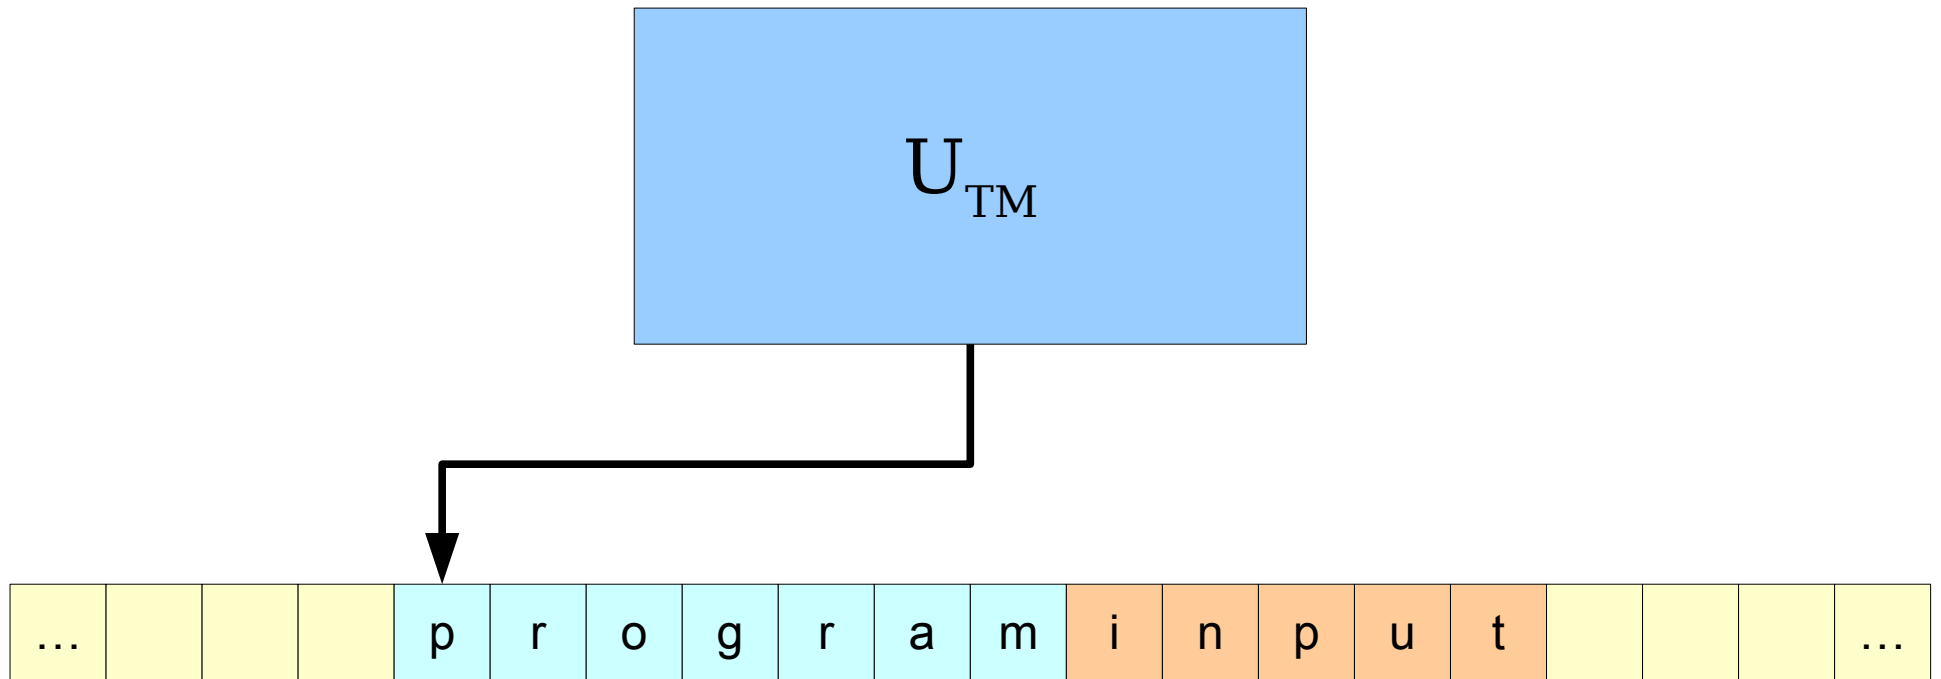 U_TM
… p r o g r a m i n p u t …